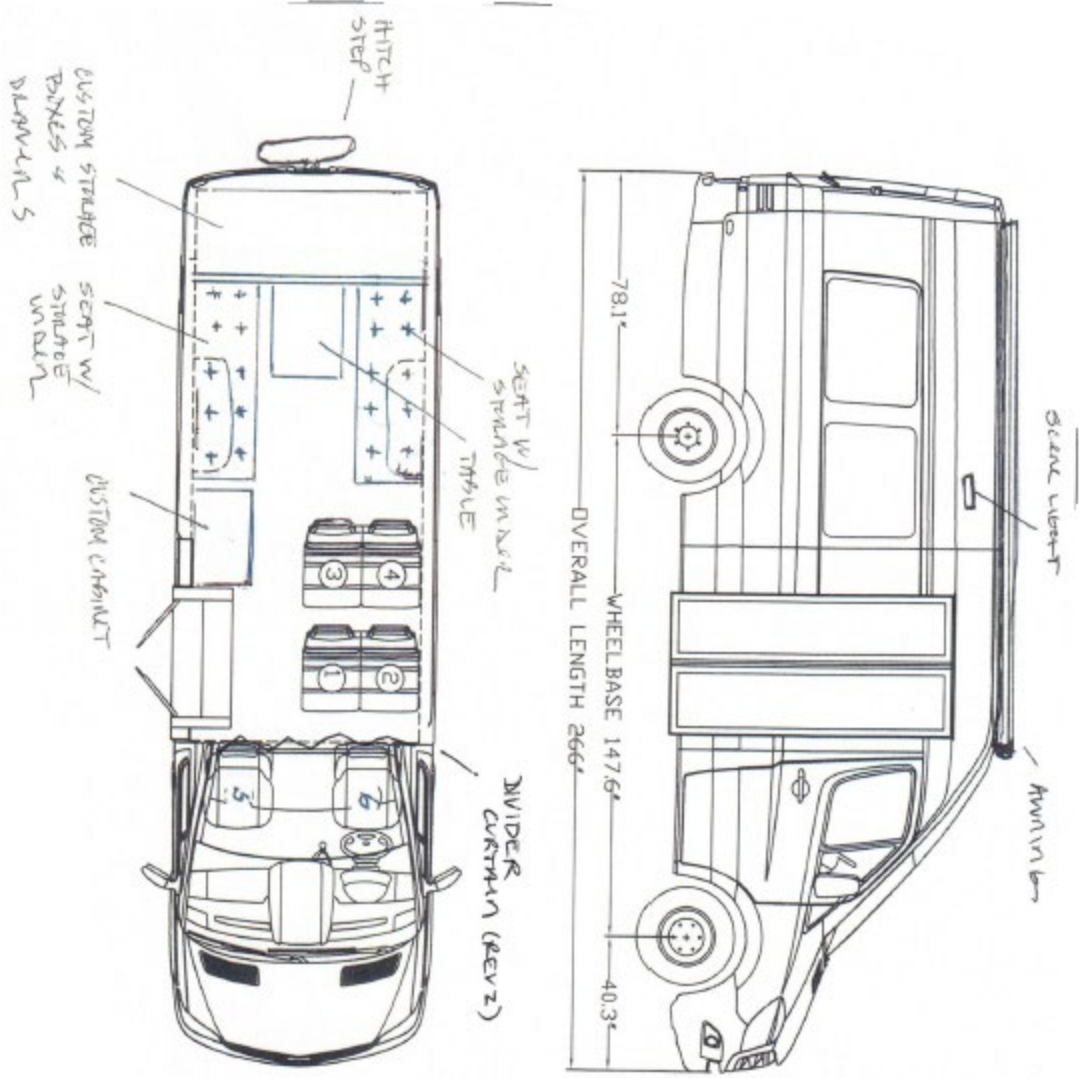 HITCH
STEP
CUSTOM STORAGE
BOXES &
DRAWERS
SEAT W/
STORAGE
UNDER
CUSTOM CABINET
SEAT W/
STORAGE UNDER
TABLE
3
4
1
2
5
6
DIVIDER
CURTAIN (REV 2)
78.1"
WHEELBASE 147.6"
40.3"
OVERALL LENGTH 266"
SCENE LIGHT
AWNING